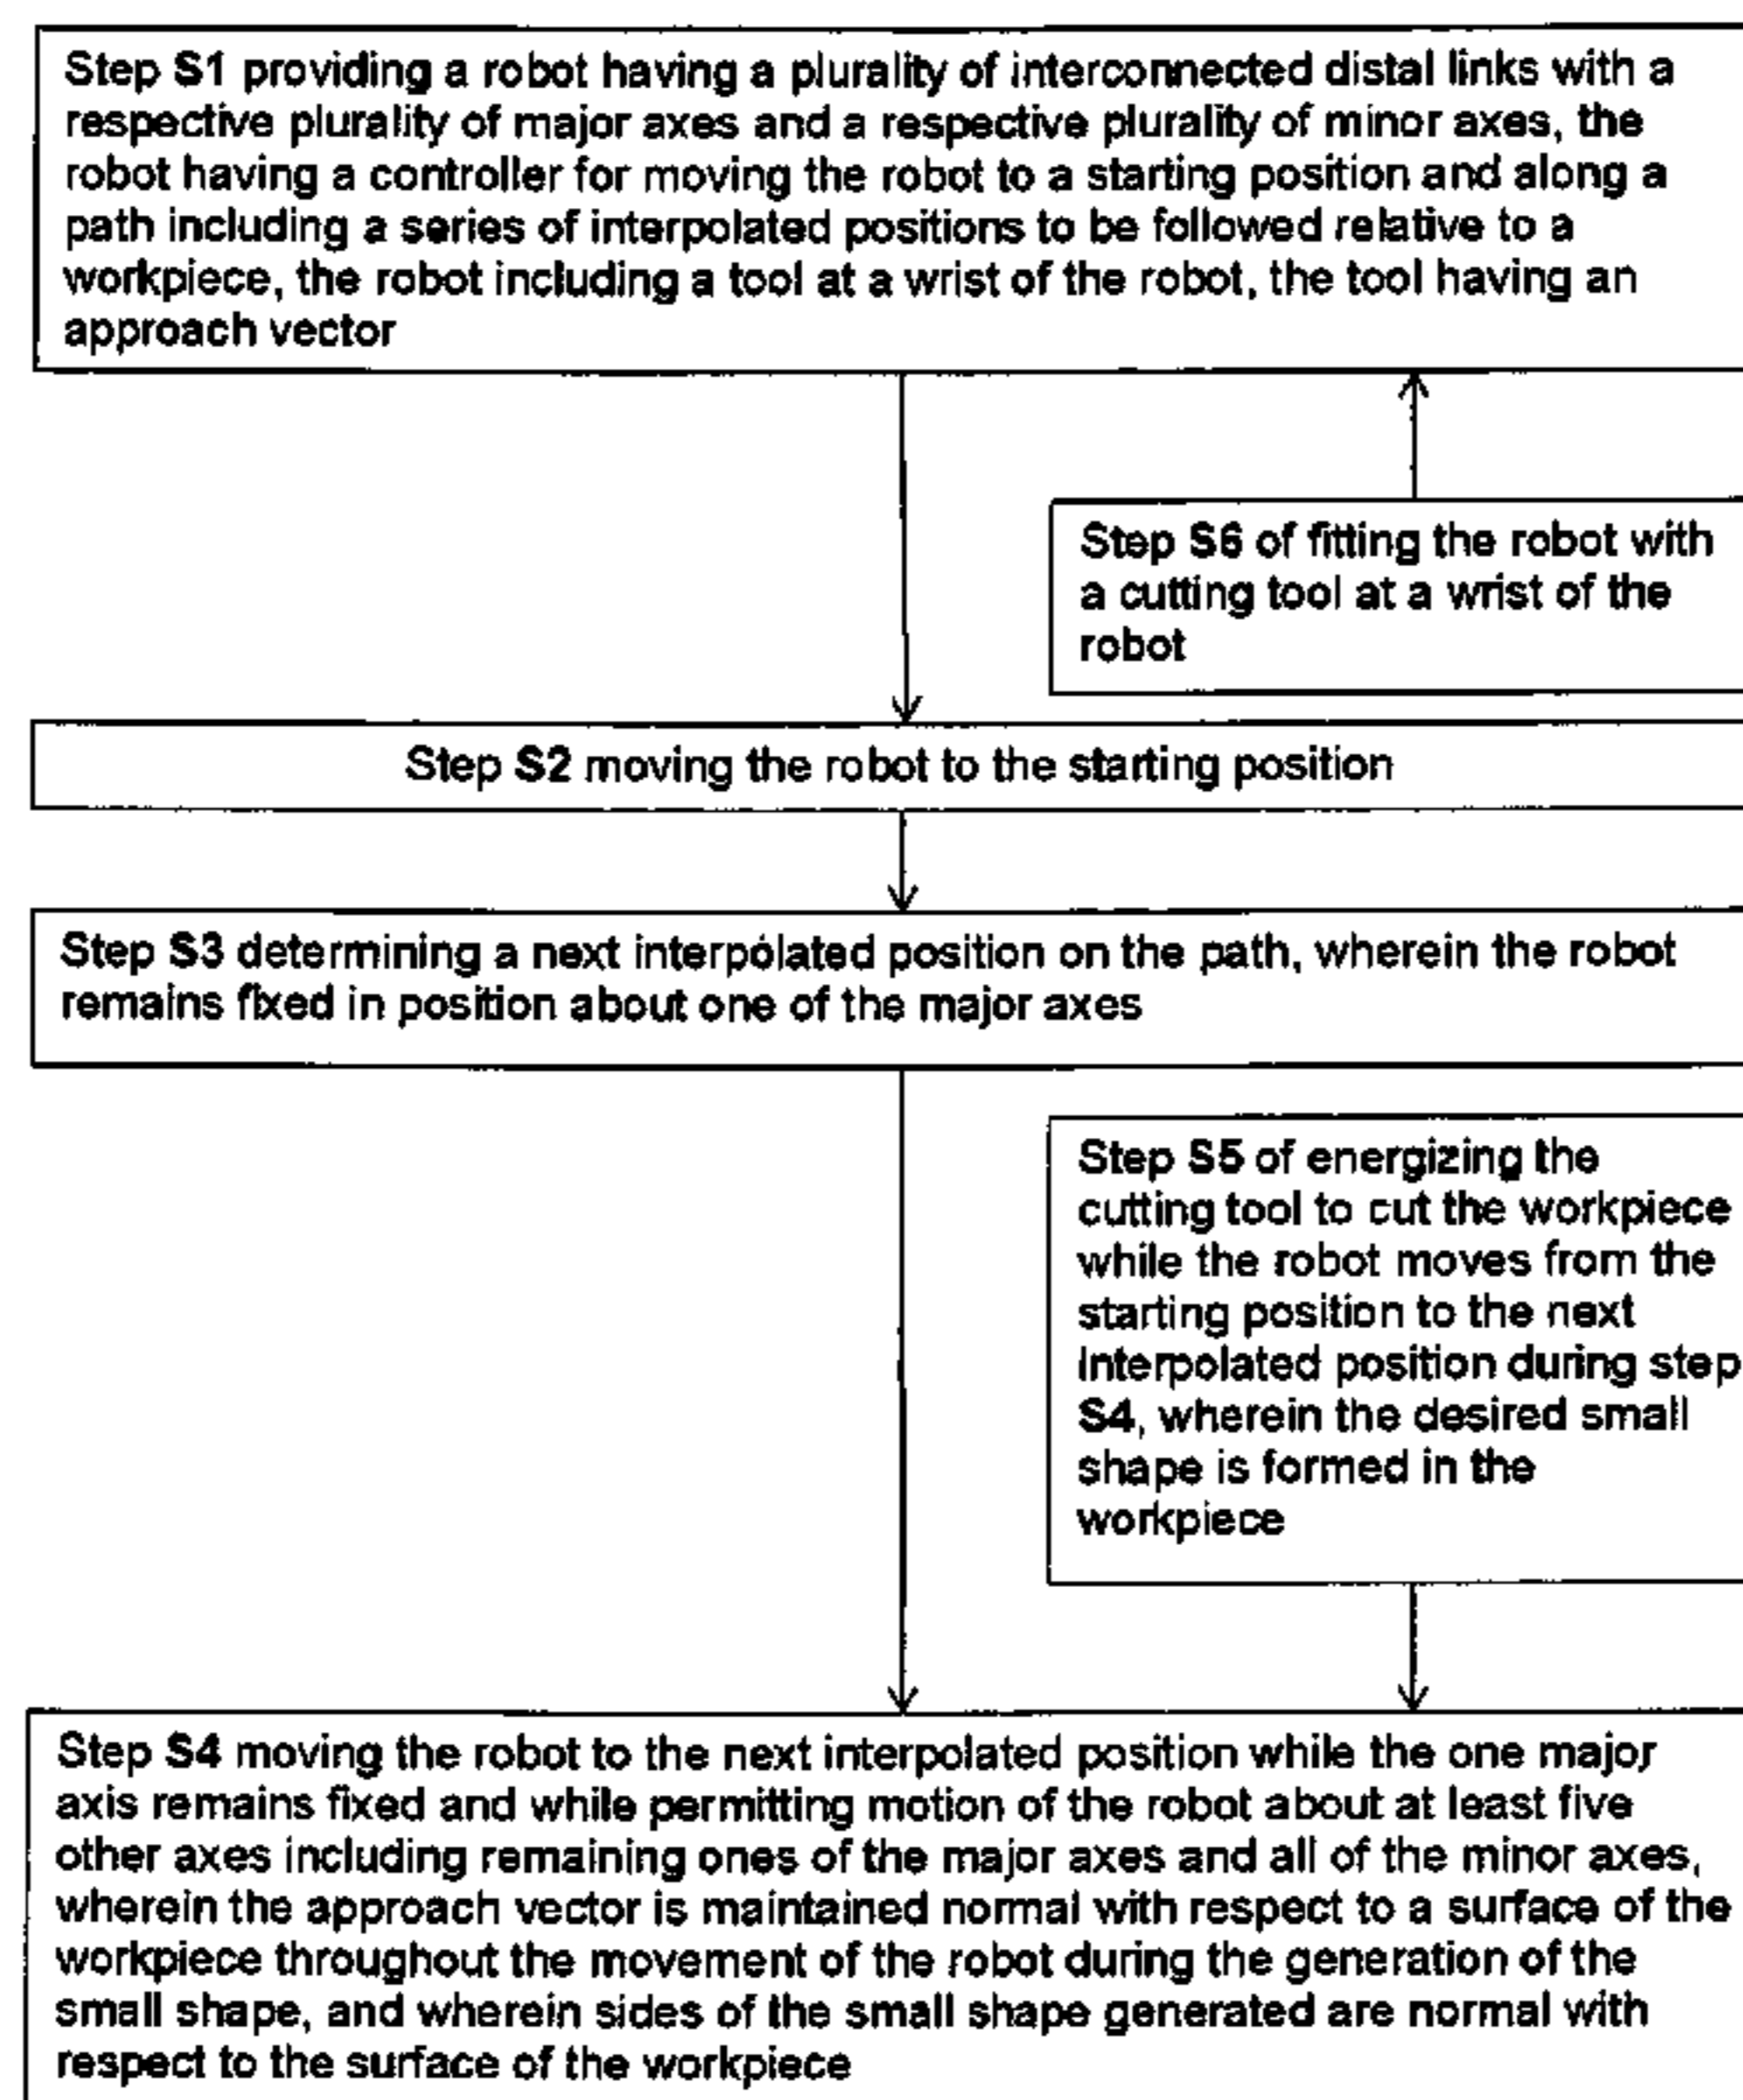 Step S1 providing a robot having a plurality of interconnected distal links with a
respective plurality of major axes and a respective plurality of minor axes, the
robot having a controller for moving the robot to a starting position and along a
path including a series of interpolated positions to be followed relative to a
workpiece, the robot including a tool at a wrist of the robot, the tool having an
approach vector
Step S6 of fitting the robot with
a cutting tool at a wrist of the
robot
Step S2 moving the robot to the starting position
Step S3 determining a next interpolated position on the path, wherein the robot
remains fixed in position about one of the major axes
Step S5 of energizing the
cutting tool to cut the workpiece
while the robot moves from the
starting position to the next
interpolated position during step
S4, wherein the desired small
shape is formed in the
workpiece
Step S4 moving the robot to the next interpolated position while the one major
axis remains fixed and while permitting motion of the robot about at least five
other axes including remaining ones of the major axes and all of the minor axes,
wherein the approach vector is maintained normal with respect to a surface of the
workpiece throughout the movement of the robot during the generation of the
small shape, and wherein sides of the small shape generated are normal with
respect to the surface of the workpiece